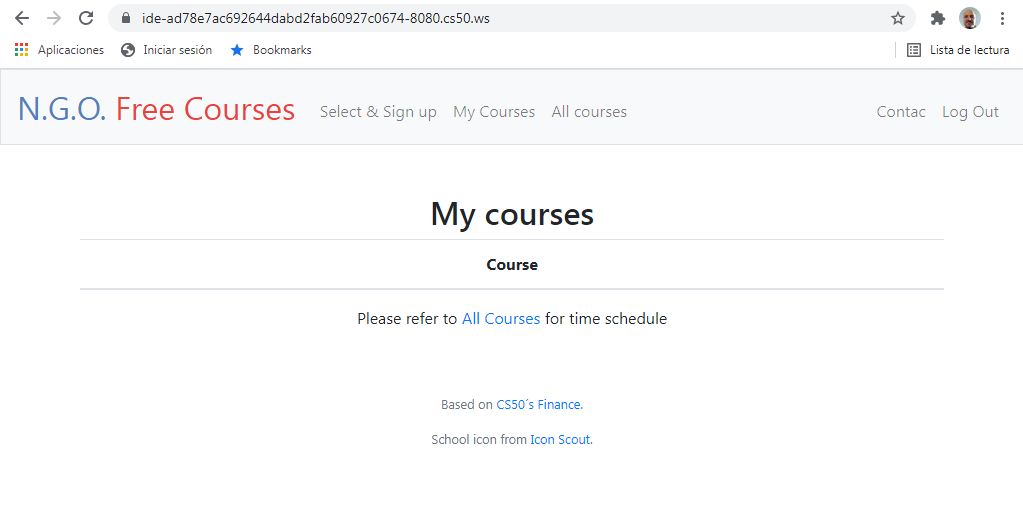 ide-ad78e7ac692644dabd2fab60927c0674-8080.cs50.ws
Aplicaciones Iniciar sesión Bookmarks Lista de lectura
N.G.O. Free Courses Select & Sign up My Courses All courses Contac Log Out
My courses
Course
Please refer to All Courses for time schedule
Based on CS50´s Finance.
School icon from Icon Scout.